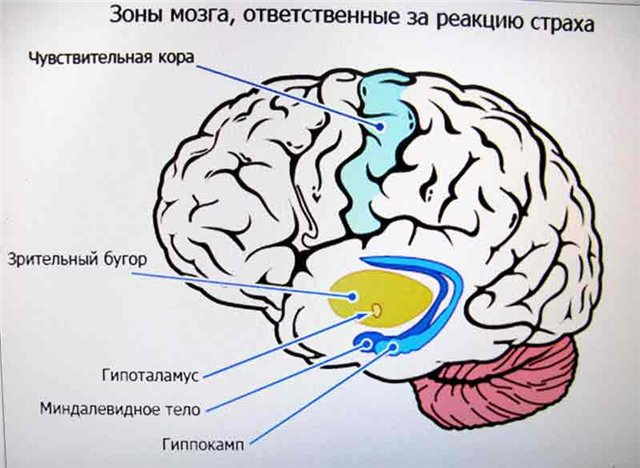 Зоны мозга, ответственные за реакцию страха
Чувствительная кора
Зрительный бугор
Гипоталамус
Миндалевидное тело
Гиппокамп